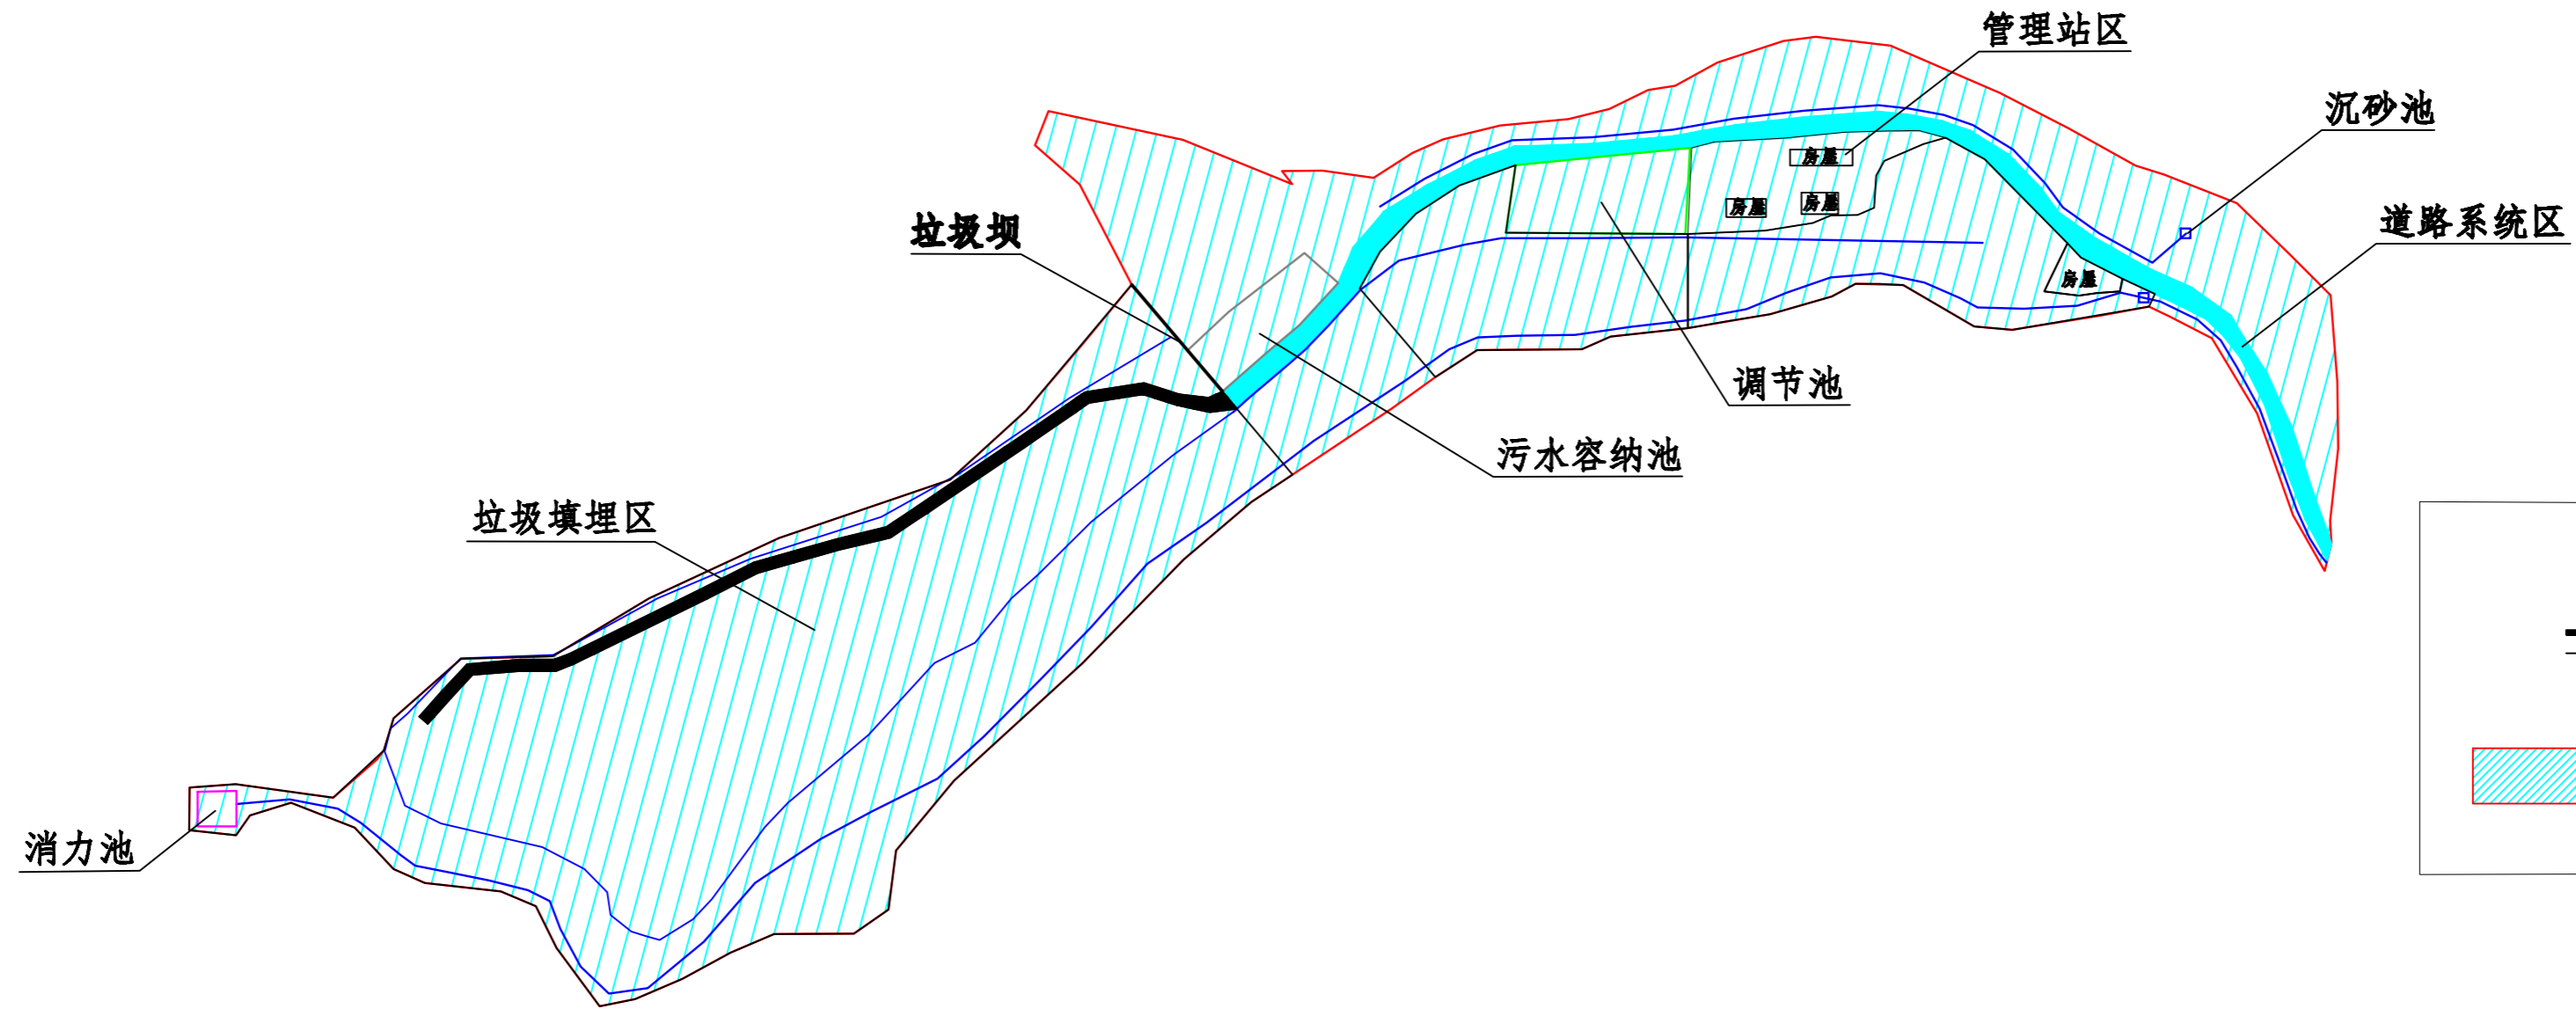 管理站区
沉砂池
房屋
房屋
房屋
道路系统区
垃圾坝
房屋
调节池
污水容纳池
垃圾填埋区
消力池